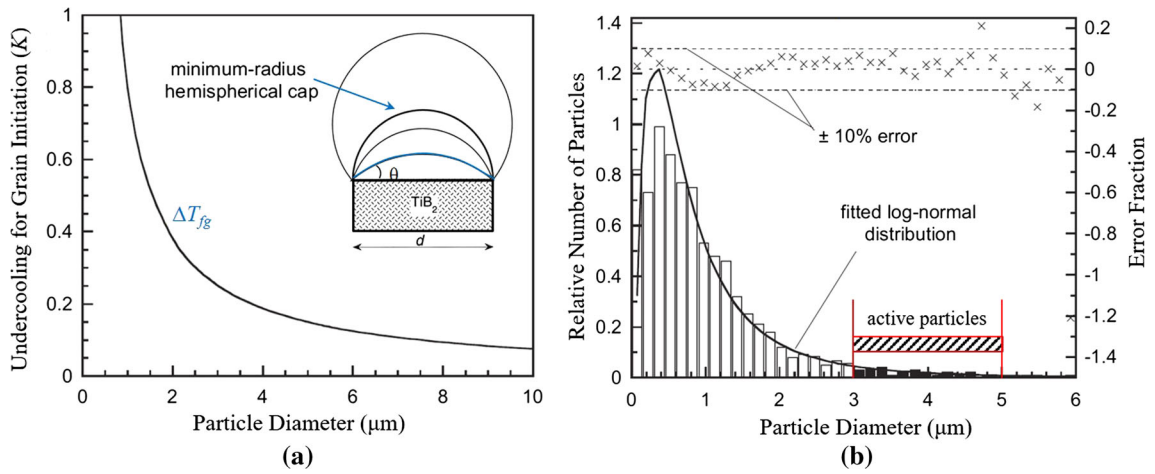 Undercooling for Grain Initiation (K)
1
0.8
0.6
0.4
0.2
0
0
2
4
6
8
10
Particle Diameter (μm)
minimum-radius
hemispherical cap
θ
TiB2
d
ΔTfg
(a)
Relative Number of Particles
1.4
1.2
1.0
0.8
0.6
0.4
0.2
0
0
1
2
3
4
5
6
Particle Diameter (μm)
± 10% error
fitted log-normal
distribution
active particles
0.2
0
-0.2
-0.4
-0.6
-0.8
-1
-1.2
-1.4
Error Fraction
(b)